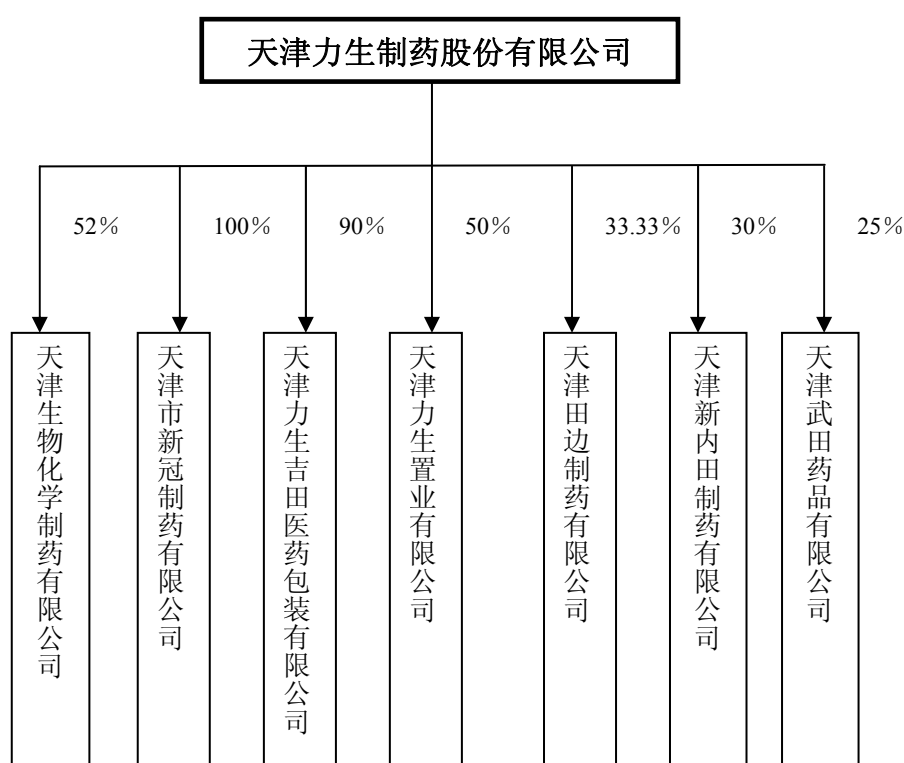 天津力生制药股份有限公司
52%
100%
90%
50%
33.33%
30%
25%
天津生物化学制药有限公司
天津市新冠制药有限公司
天津力生吉田医药包装有限公司
天津力生置业有限公司
天津田边制药有限公司
天津新内田制药有限公司
天津武田药品有限公司